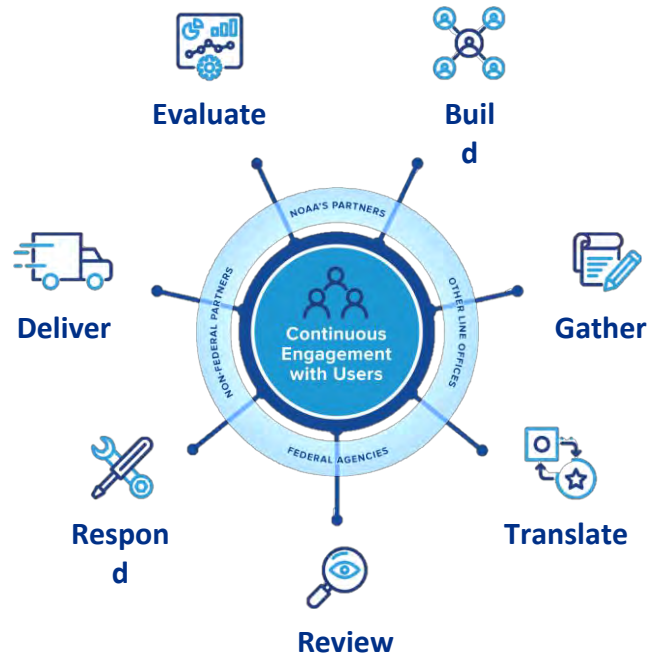 Evaluate
Buil
d
NOAA'S PARTNERS
Deliver
NON-FEDERAL PARTNERS
Continuous
Engagement
with Users
OTHER LINE OFFICES
Gather
FEDERAL AGENCIES
Respon
d
Translate
Review